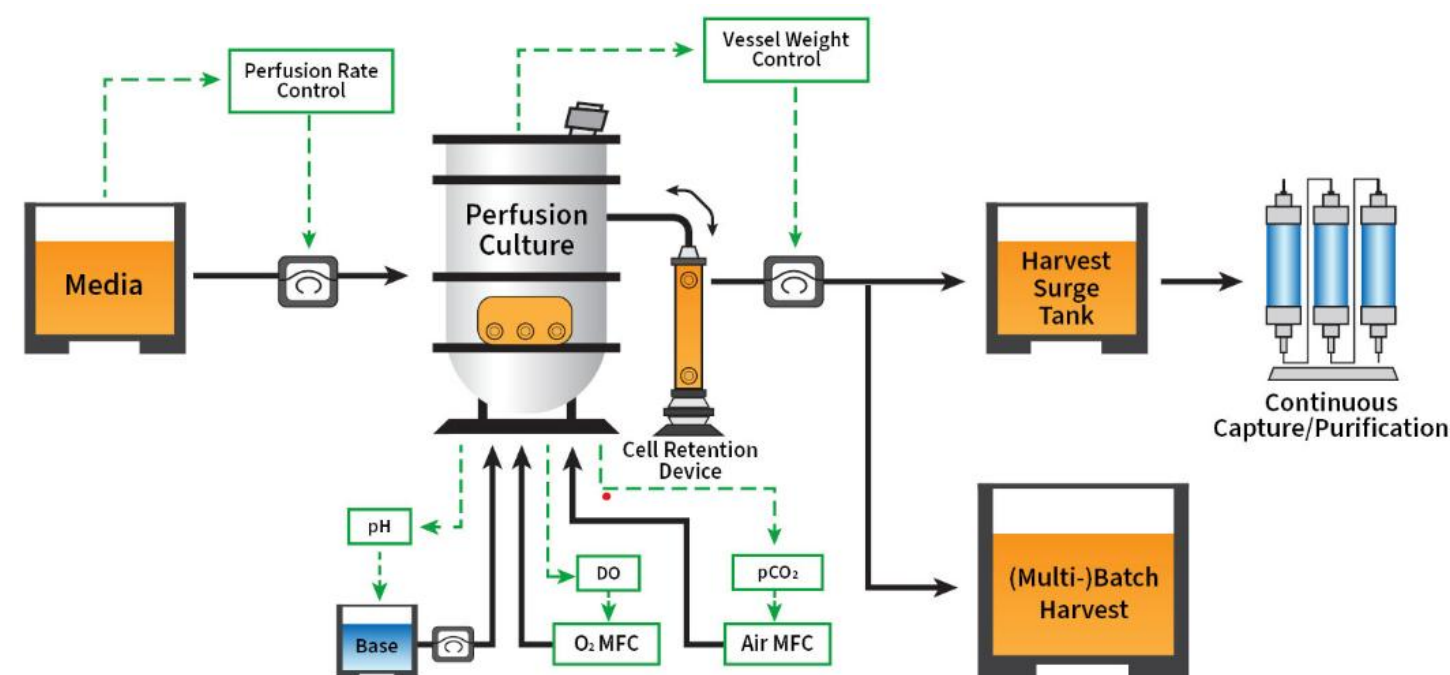 Perfusion Rate
Control
Vessel Weight
Control
Media
Perfusion
Culture
Cell Retention
Device
Harvest
Surge
Tank
Continuous
Capture/Purification
pH
Base
DO
O₂ MFC
pCO₂
Air MFC
(Multi-)Batch
Harvest